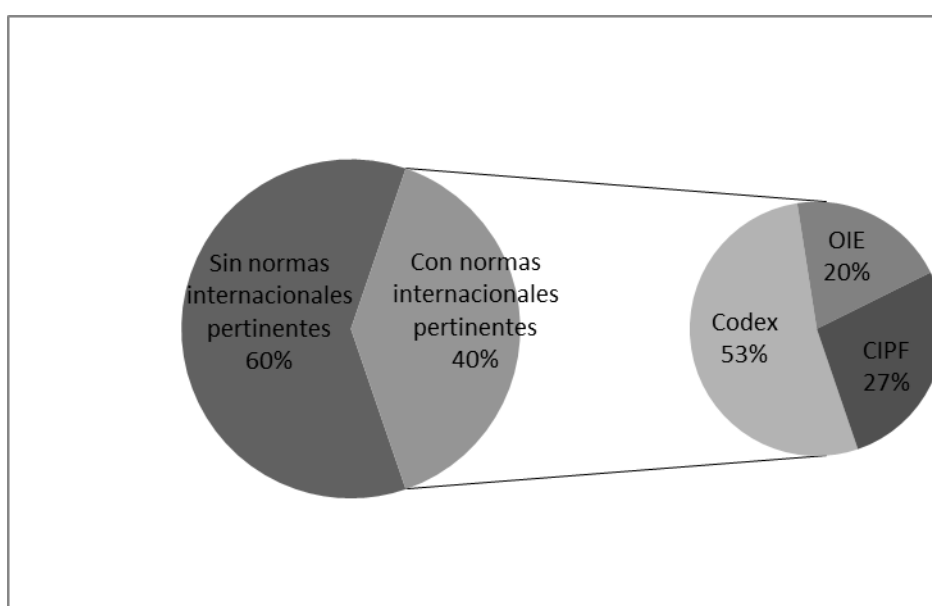 Sin normas
internacionales
pertinentes
60%
Con normas
internacionales
pertinentes
40%
Codex
53%
OIE
20%
CIPF
27%